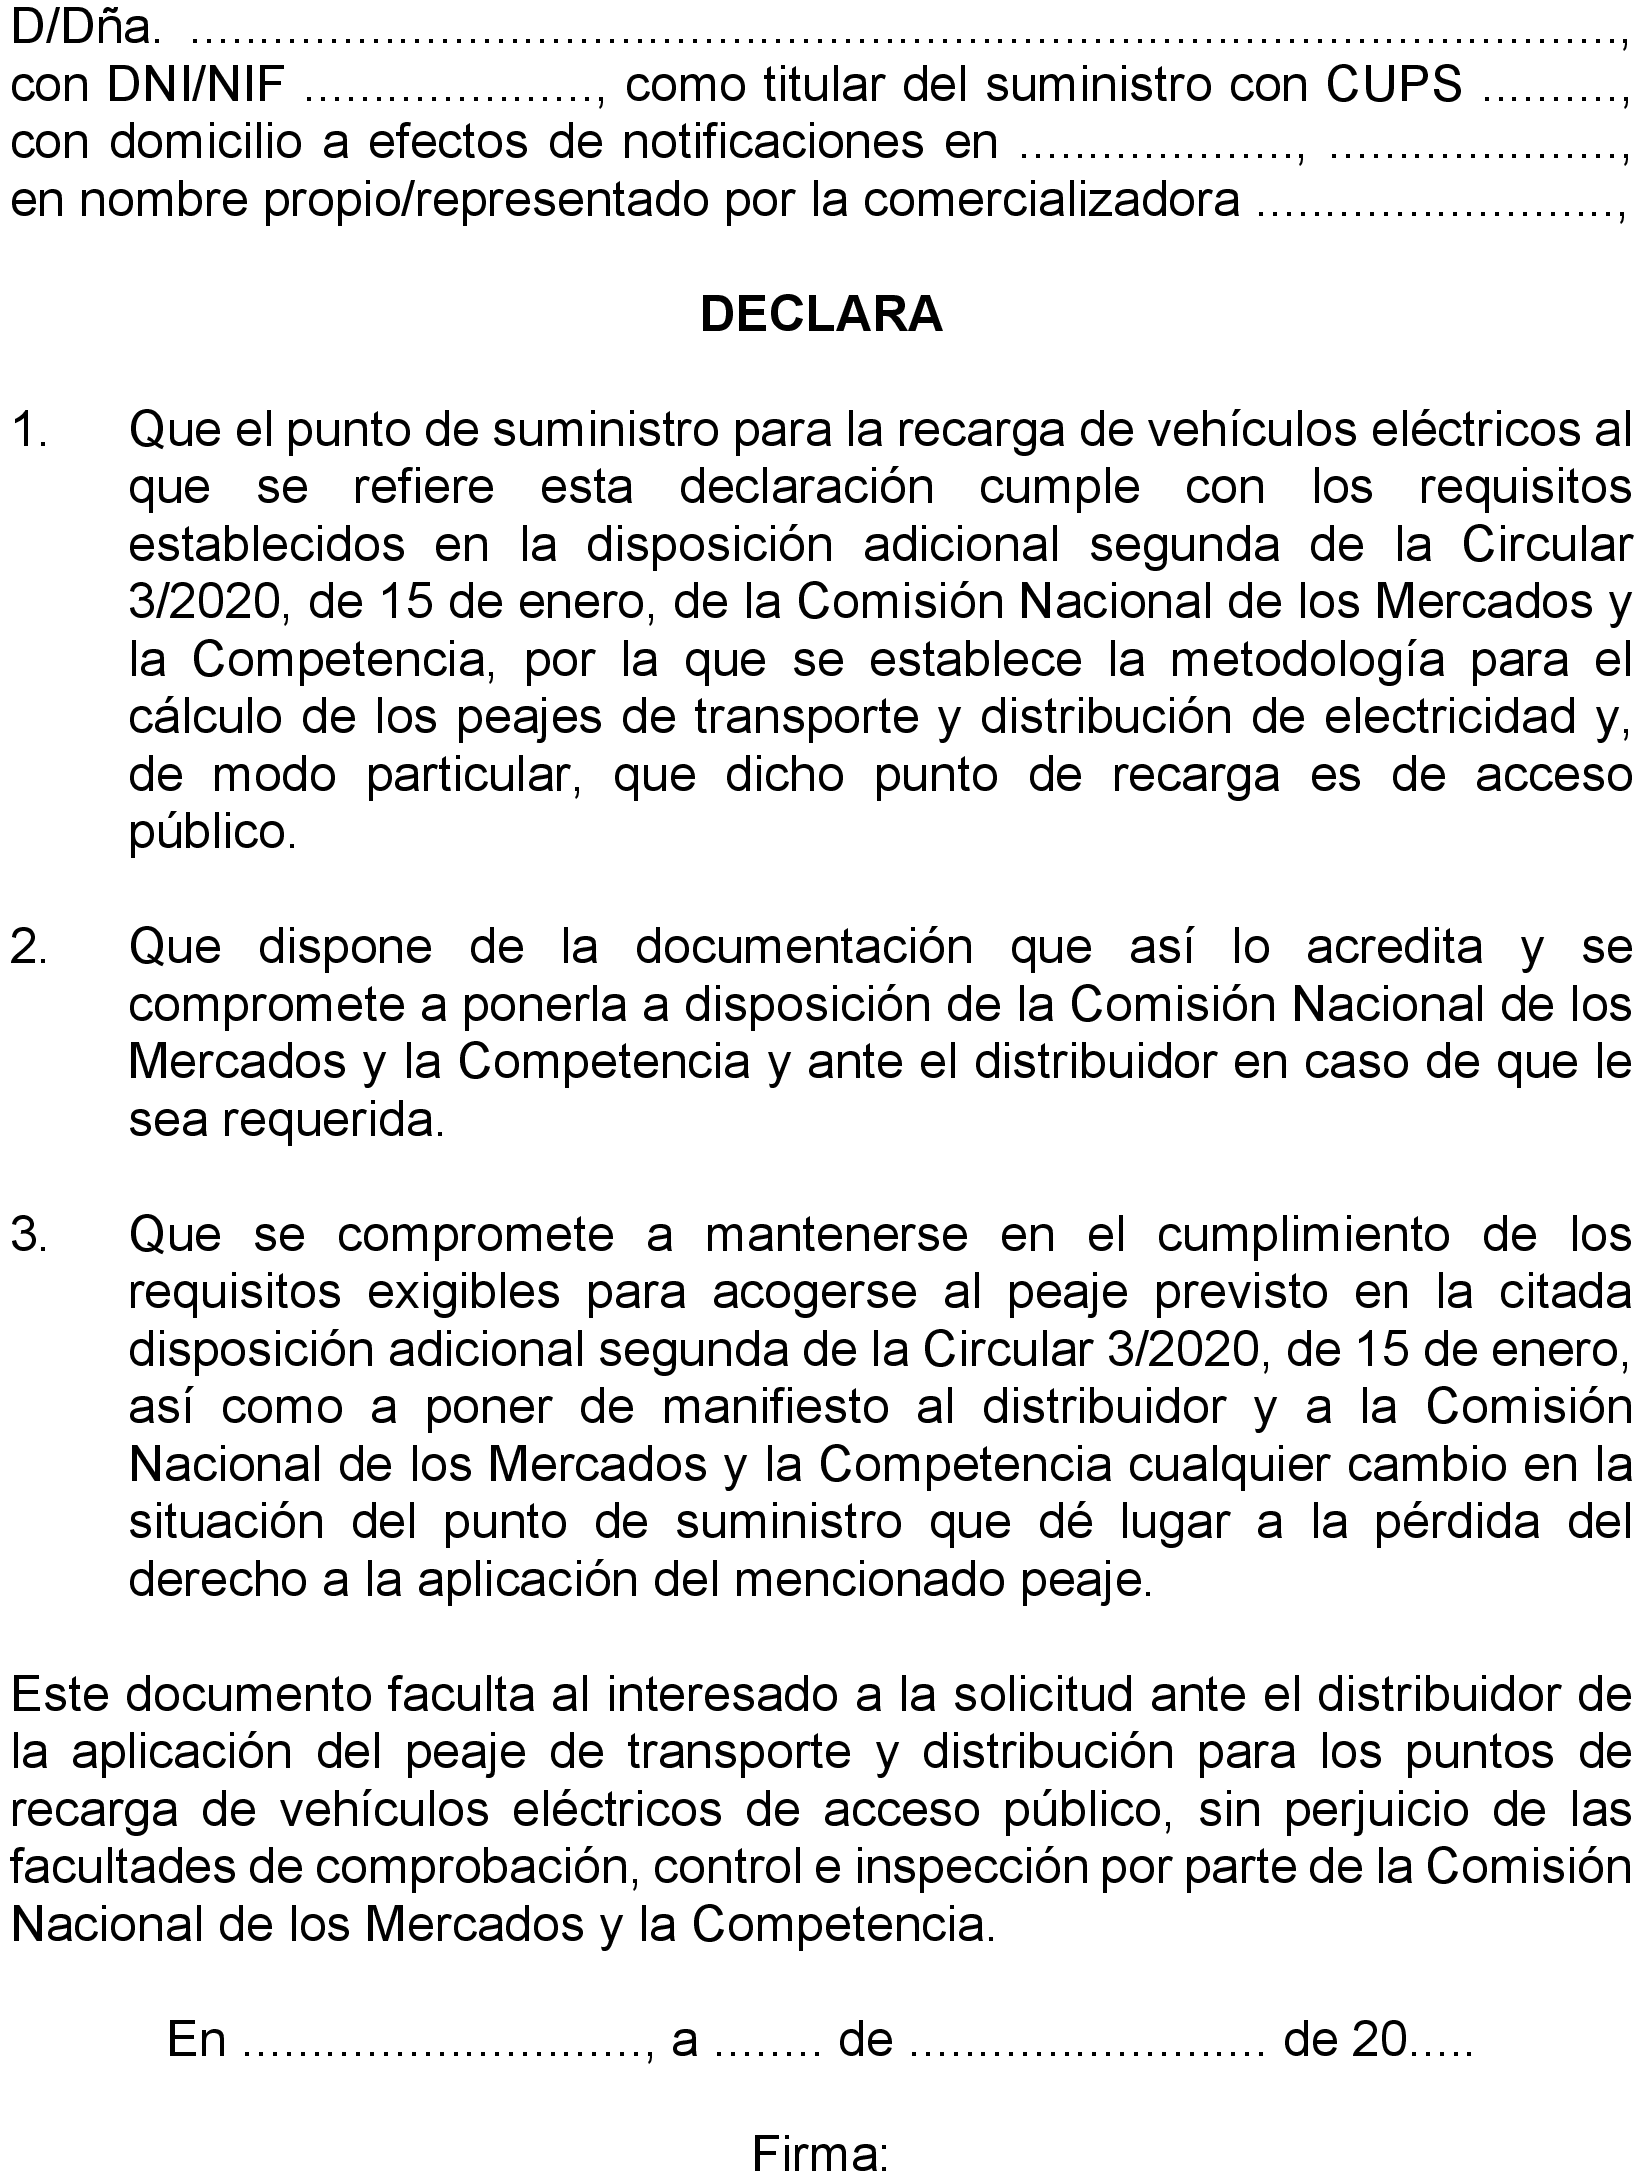 D/Dña. ........................................................................................................,
con DNI/NIF ....................., como titular del suministro con CUPS ..........,
con domicilio a efectos de notificaciones en ...................., .....................,
en nombre propio/representado por la comercializadora ..........................,
DECLARA
1. Que el punto de suministro para la recarga de vehículos eléctricos al
que se refiere esta declaración cumple con los requisitos
establecidos en la disposición adicional segunda de la Circular
3/2020, de 15 de enero, de la Comisión Nacional de los Mercados y
la Competencia, por la que se establece la metodología para el
cálculo de los peajes de transporte y distribución de electricidad y,
de modo particular, que dicho punto de recarga es de acceso
público.
2. Que dispone de la documentación que así lo acredita y se
compromete a ponerla a disposición de la Comisión Nacional de los
Mercados y la Competencia y ante el distribuidor en caso de que le
sea requerida.
3. Que se compromete a mantenerse en el cumplimiento de los
requisitos exigibles para acogerse al peaje previsto en la citada
disposición adicional segunda de la Circular 3/2020, de 15 de enero,
así como a poner de manifiesto al distribuidor y a la Comisión
Nacional de los Mercados y la Competencia cualquier cambio en la
situación del punto de suministro que dé lugar a la pérdida del
derecho a la aplicación del mencionado peaje.
Este documento faculta al interesado a la solicitud ante el distribuidor de
la aplicación del peaje de transporte y distribución para los puntos de
recarga de vehículos eléctricos de acceso público, sin perjuicio de las
facultades de comprobación, control e inspección por parte de la Comisión
Nacional de los Mercados y la Competencia.
En ............................., a ........ de .......................... de 20.....
Firma: